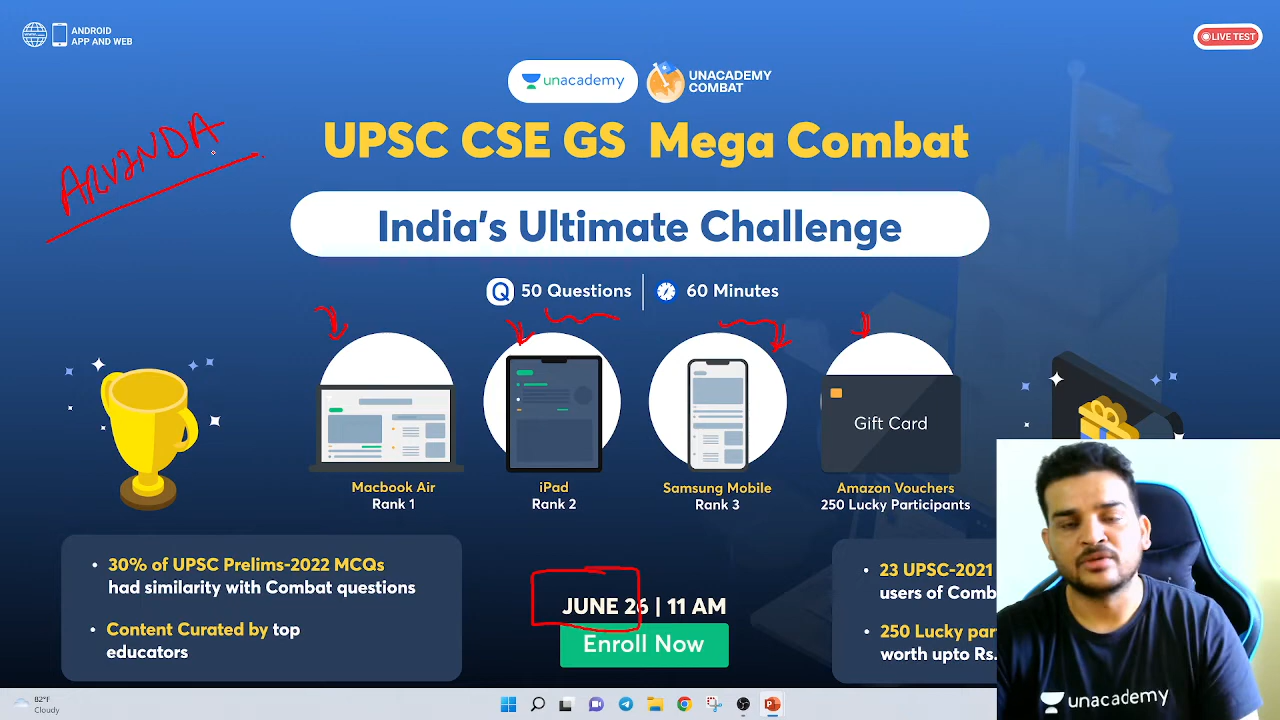 ANDROID
APP AND WEB
LIVE TEST
unacademy
UNACADEMY
COMBAT
ARVINDA
UPSC CSE GS Mega Combat
India's Ultimate Challenge
50 Questions
60 Minutes
Gift Card
Macbook Air
Rank 1
iPad
Rank 2
Samsung Mobile
Rank 3
Amazon Vouchers
250 Lucky Participants
• 30% of UPSC Prelims-2022 MCQs
had similarity with Combat questions
• Content Curated by top
educators
JUNE 26 | 11 AM
Enroll Now
• 23 UPSC-2021
users of Comb
• 250 Lucky par
worth upto Rs.
unacademy
82°F
Cloudy